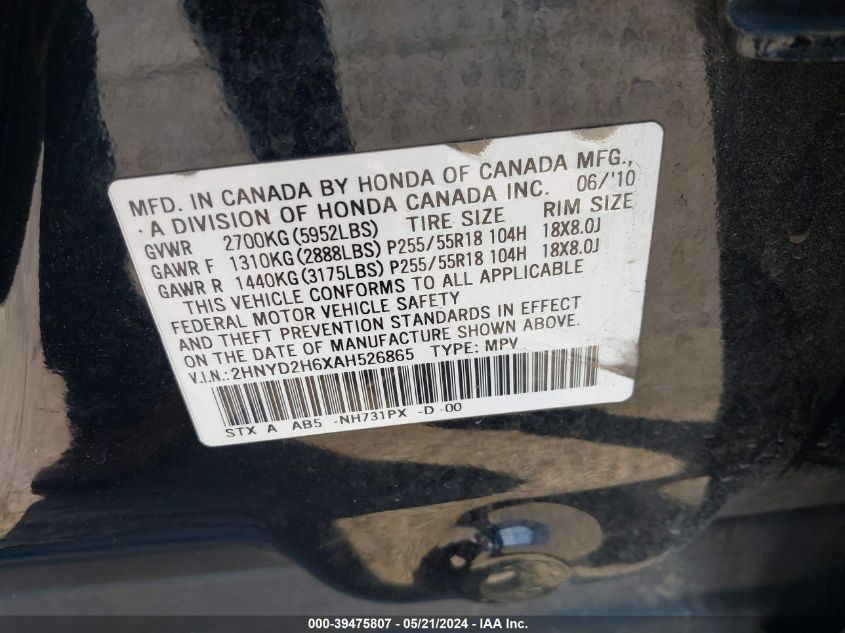 MFD. IN CANADA BY HONDA OF CANADA MFG.,
· A DIVISION OF HONDA CANADA INC. 06/'10
TIRE SIZE RIM SIZE
GVWR 2700KG(5952LBS)
GAWR F 1310KG(2888LBS) P255/55R18 104H 18X8.0J
GAWR R 1440KG(3175LBS) P255/55R18 104H 18X8.0J
THIS VEHICLE CONFORMS TO ALL APPLICABLE
FEDERAL MOTOR VEHICLE SAFETY
AND THEFT PREVENTION STANDARDS IN EFFECT
ON THE DATE OF MANUFACTURE SHOWN ABOVE.
V.I.N.:2HNYD2H6XAH526865 TYPE: MPV
STX A AB5 -NH731PX -D -00
000-39475807 - 05/21/2024 - IAA Inc.